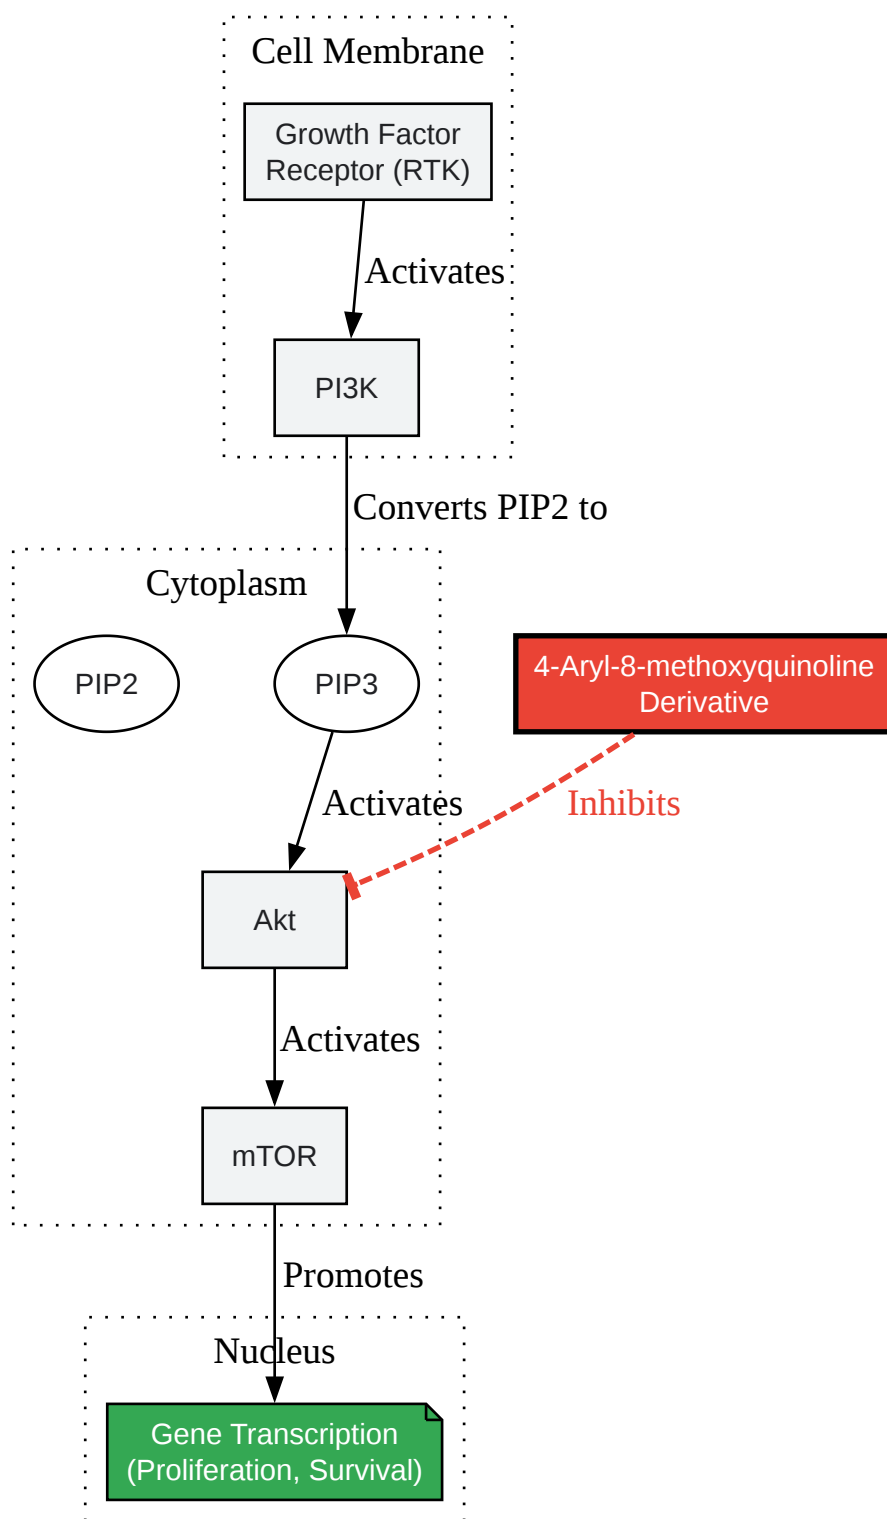 Cell Membrane
Growth Factor
Receptor (RTK)
Activates
PI3K
Converts PIP2 to
Cytoplasm
PIP2
PIP3
4-Aryl-8-methoxyquinoline
Derivative
Activates
Inhibits
Akt
Activates
mTOR
Promotes
Nucleus
Gene Transcription
(Proliferation, Survival)